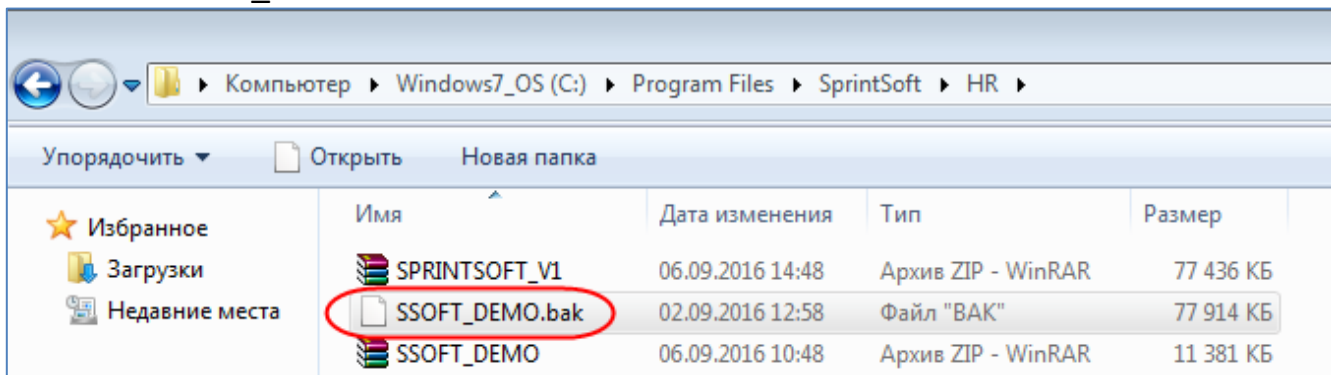 Компьютер Windows7_OS (C:) Program Files SprintSoft HR
Упорядочить Открыть Новая папка
Имя Дата изменения Тип Размер
Избранное
Загрузки
Недавние места
SPRINTSOFT_V1 06.09.2016 14:48 Архив ZIP - WinRAR 77 436 КБ
SSOFT_DEMO.bak 02.09.2016 12:58 Файл "BAK" 77 914 КБ
SSOFT_DEMO 06.09.2016 10:48 Архив ZIP - WinRAR 11 381 КБ